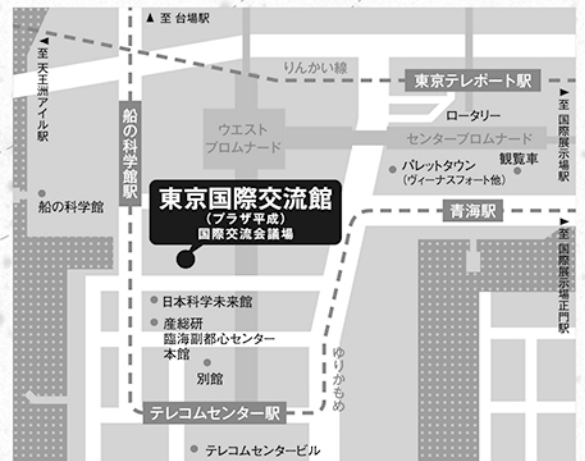 ▲ 至 台場駅
▲至 天王洲アイル駅
りんかい線
東京テレポート駅
ロータリー
▲至 国際展示場駅
船の科学館駅
ウエスト
プロムナード
センタープロムナード
パレットタウン
(ヴィーナスフォート他)
観覧車
船の科学館
東京国際交流館
(プラザ平成)
国際交流会議場
青海駅
▲至 国際展示場正門駅
日本科学未来館
産総研
臨海副都心センター
本館
別館
ゆりかもめ
テレコムセンター駅
テレコムセンタービル